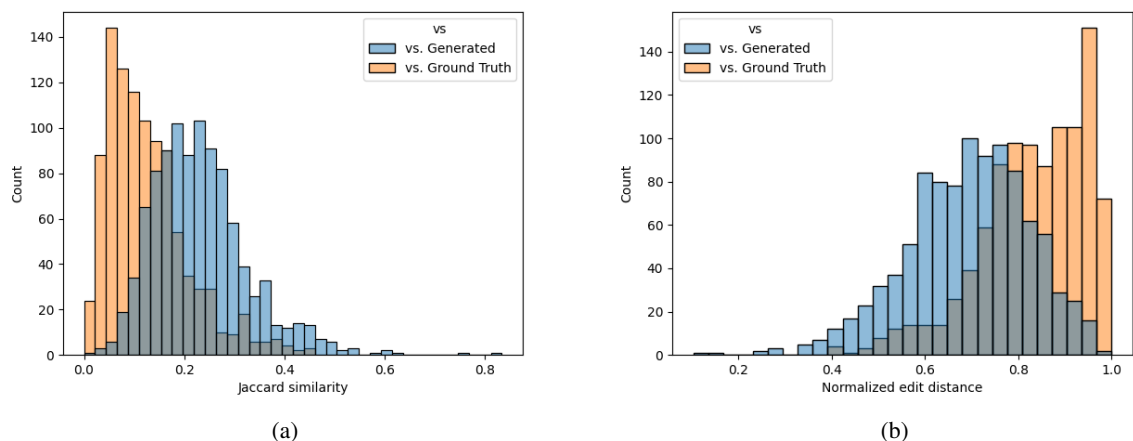 vs
vs. Generated
vs. Ground Truth
140
120
100
80
60
40
20
0
Count
0.0 0.2 0.4 0.6 0.8
Jaccard similarity
(a)
vs
vs. Generated
vs. Ground Truth
140
120
100
80
60
40
20
0
Count
0.2 0.4 0.6 0.8 1.0
Normalized edit distance
(b)